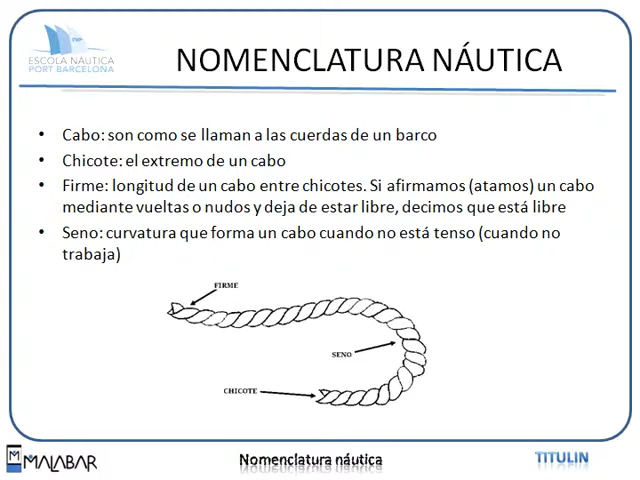 ESCOLA NÀUTICA
PORT BARCELONA
NOMENCLATURA NÁUTICA
• Cabo: son como se llaman a las cuerdas de un barco
• Chicote: el extremo de un cabo
• Firme: longitud de un cabo entre chicotes. Si afirmamos (atamos) un cabo
mediante vueltas o nudos y deja de estar libre, decimos que está libre
• Seno: curvatura que forma un cabo cuando no está tenso (cuando no
trabaja)
FIRME
SENO
CHICOTE
MALABAR
Nomenclatura náutica
TITULIN